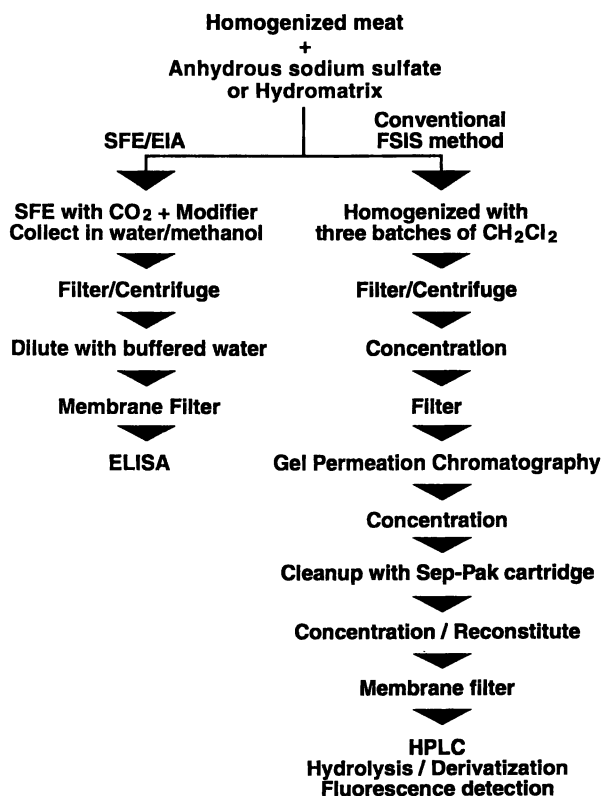 Homogenized meat
+
Anhydrous sodium sulfate
or Hydromatrix
SFE/EIA
Conventional
FSIS method
SFE with CO2 + Modifier
Collect in water/methanol
Filter/Centrifuge
Dilute with buffered water
Membrane Filter
ELISA
Homogenized with
three batches of CH2Cl2
Filter/Centrifuge
Concentration
Filter
Gel Permeation Chromatography
Concentration
Cleanup with Sep-Pak cartridge
Concentration / Reconstitute
Membrane filter
HPLC
Hydrolysis / Derivatization
Fluorescence detection